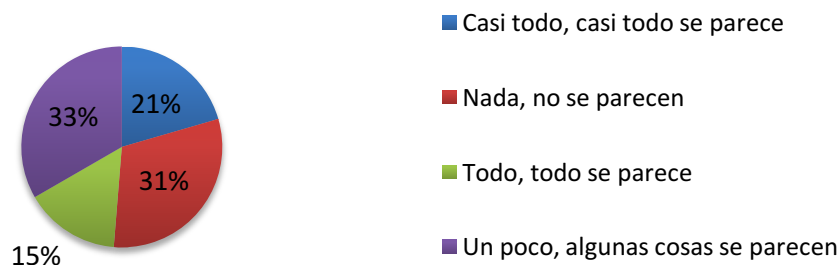 21%
31%
15%
33%
Casi todo, casi todo se parece
Nada, no se parecen
Todo, todo se parece
Un poco, algunas cosas se parecen